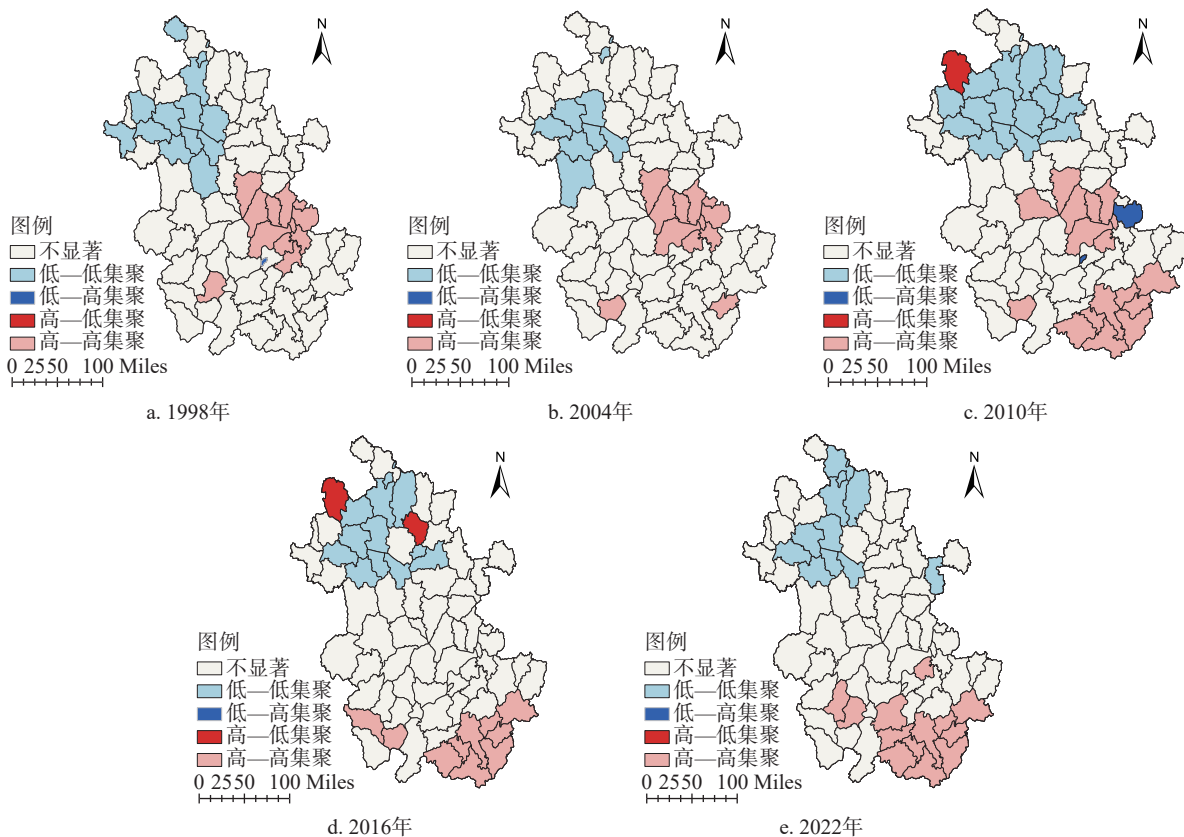 N
图例
不显著
低—低集聚
低—高集聚
高—低集聚
高—高集聚
0 2550 100 Miles
a. 1998年
N
图例
不显著
低—低集聚
低—高集聚
高—低集聚
高—高集聚
0 2550 100 Miles
b. 2004年
N
图例
不显著
低—低集聚
低—高集聚
高—低集聚
高—高集聚
0 2550 100 Miles
c. 2010年
N
图例
不显著
低—低集聚
低—高集聚
高—低集聚
高—高集聚
0 2550 100 Miles
d. 2016年
N
图例
不显著
低—低集聚
低—高集聚
高—低集聚
高—高集聚
0 2550 100 Miles
e. 2022年